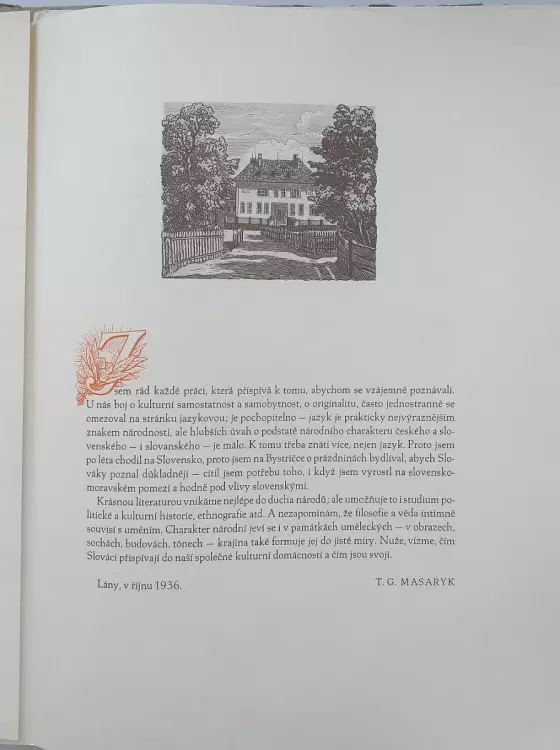 Jsem rád každé práci, která přispívá k tomu, abychom se vzájemně poznávali.
U nás boj o kulturní samostatnost a samobytnost, o originalitu, často jednostranně se
omezoval na stránku jazykovou; je pochopitelno — jazyk je prakticky nejvýraznějším
znakem národnosti, ale hlubších úvah o podstatě národního charakteru českého a slo-
venského — i slovanského — je málo. K tomu třeba znáti více, nejen jazyk. Proto jsem
po léta chodil na Slovensko, proto jsem na Bystričce o prázdninách bydlíval, abych Slo-
váky poznal důkladněji — cítil jsem potřebu toho, i když jsem vyrostl na slovensko-
moravském pomezí a hodně pod vlivy slovenskými.
Krásnou literaturou vnikáme nejlépe do ducha národů; ale umožňuje to i studium po-
litické a kulturní historie, ethnografie atd. A nezapomínám, že filosofie a věda intimně
souvisí s uměním. Charakter národní jeví se i v památkách uměleckých — v obrazech,
sochách, budovách, tónech — krajina také formuje jej do jisté míry. Nuže, vizme, čím
Slováci přispívají do naší společné kulturní domácnosti a čím jsou svojí.
Lány, v říjnu 1936.
T. G. MASARYK